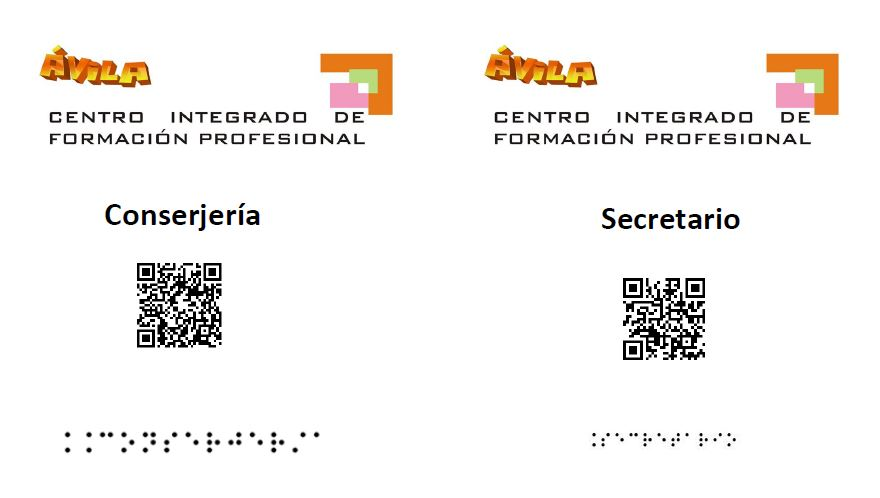 ÁVILA
CENTRO INTEGRADO DE
FORMACIÓN PROFESIONAL
Conserjería
ÁVILA
CENTRO INTEGRADO DE
FORMACIÓN PROFESIONAL
Secretario